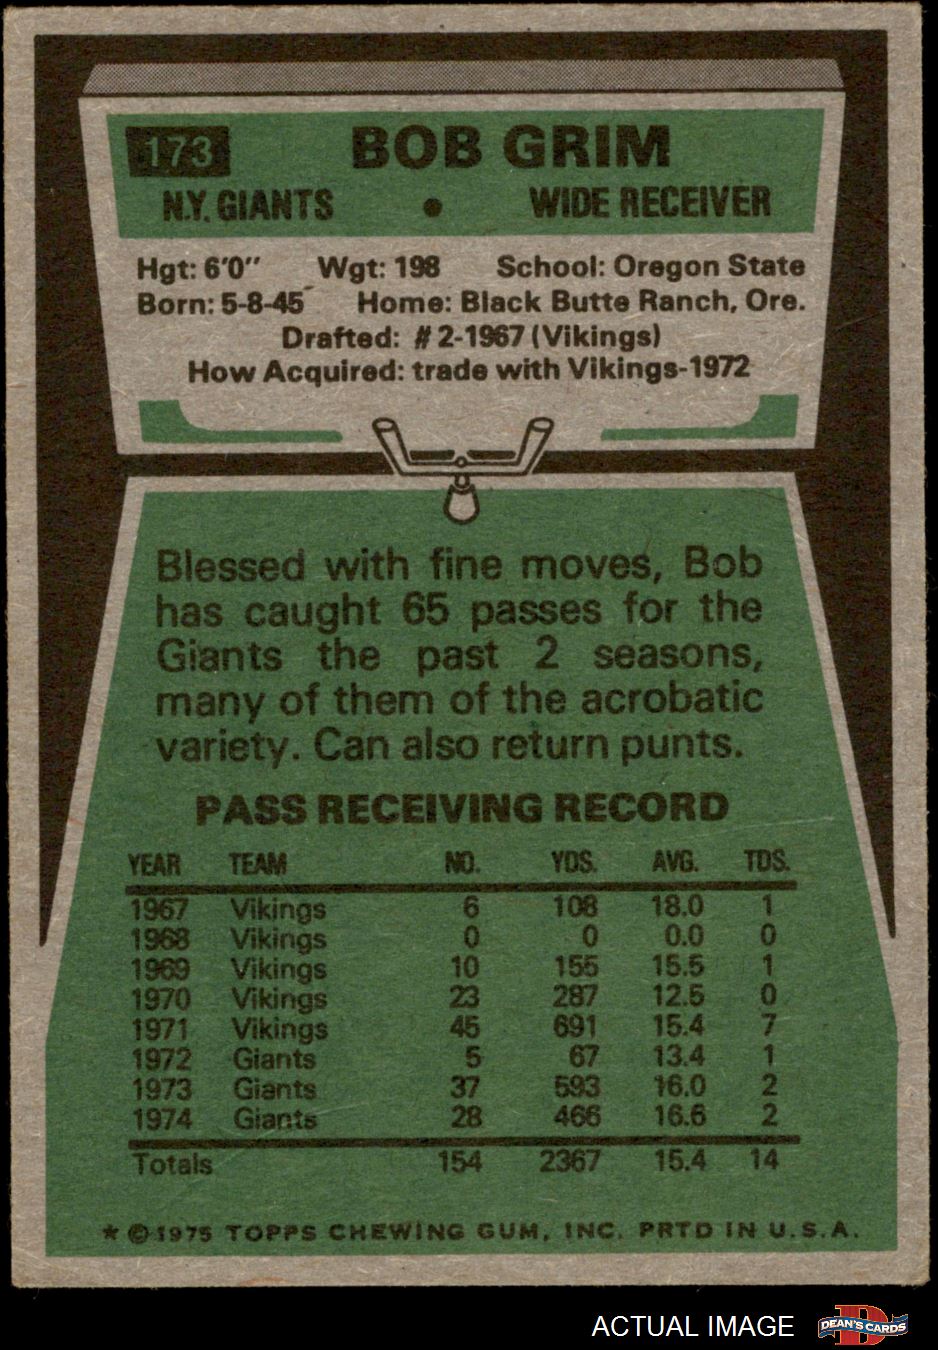 173 BOB GRIM
N.Y. GIANTS • WIDE RECEIVER
Hgt: 6'0" Wgt: 198 School: Oregon State
Born: 5-8-45 Home: Black Butte Ranch, Ore.
Drafted: #2-1967 (Vikings)
How Acquired: trade with Vikings-1972
Blessed with fine moves, Bob
has caught 65 passes for the
Giants the past 2 seasons,
many of them of the acrobatic
variety. Can also return punts.
PASS RECEIVING RECORD
YEAR TEAM NO. YDS. AVG. TDS.
1967 Vikings 6 108 18.0 1
1968 Vikings 0 0 0.0 0
1969 Vikings 10 155 15.5 1
1970 Vikings 23 287 12.5 0
1971 Vikings 45 691 15.4 7
1972 Giants 5 67 13.4 1
1973 Giants 37 593 16.0 2
1974 Giants 28 466 16.6 2
Totals 154 2367 15.4 14
* © 1975 TOPPS CHEWING GUM, INC. PRTD IN U.S.A.
ACTUAL IMAGE DEAN'S CARDS